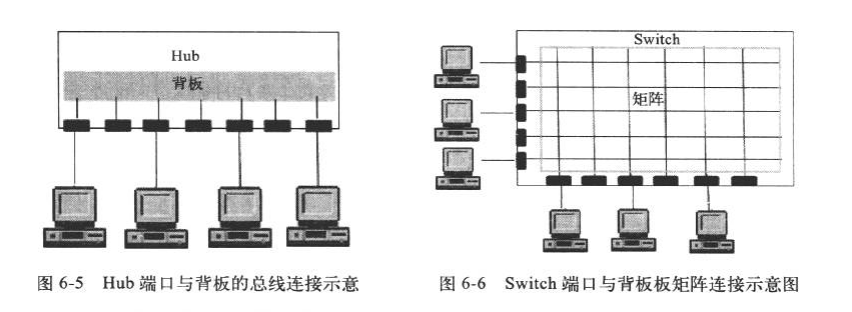 Hub
背板
图 6-5 Hub 端口与背板的总线连接示意
Switch
矩阵
图 6-6 Switch 端口与背板板矩阵连接示意图